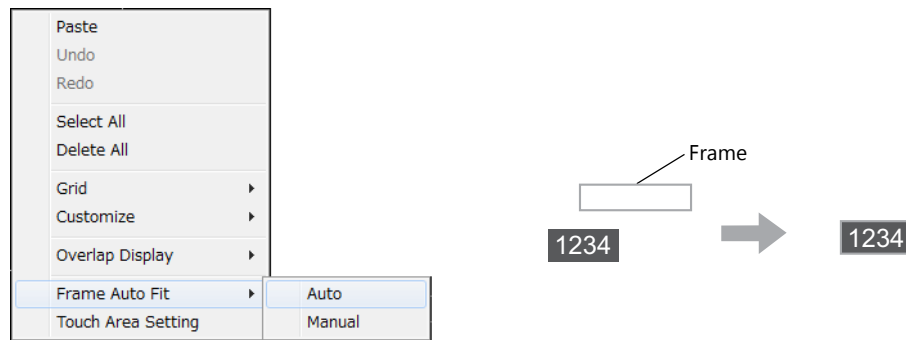 Paste
Undo
Redo
Select All
Delete All
Grid
Customize
Overlap Display
Frame Auto Fit
Touch Area Setting
Auto
Manual
Frame
1234
1234